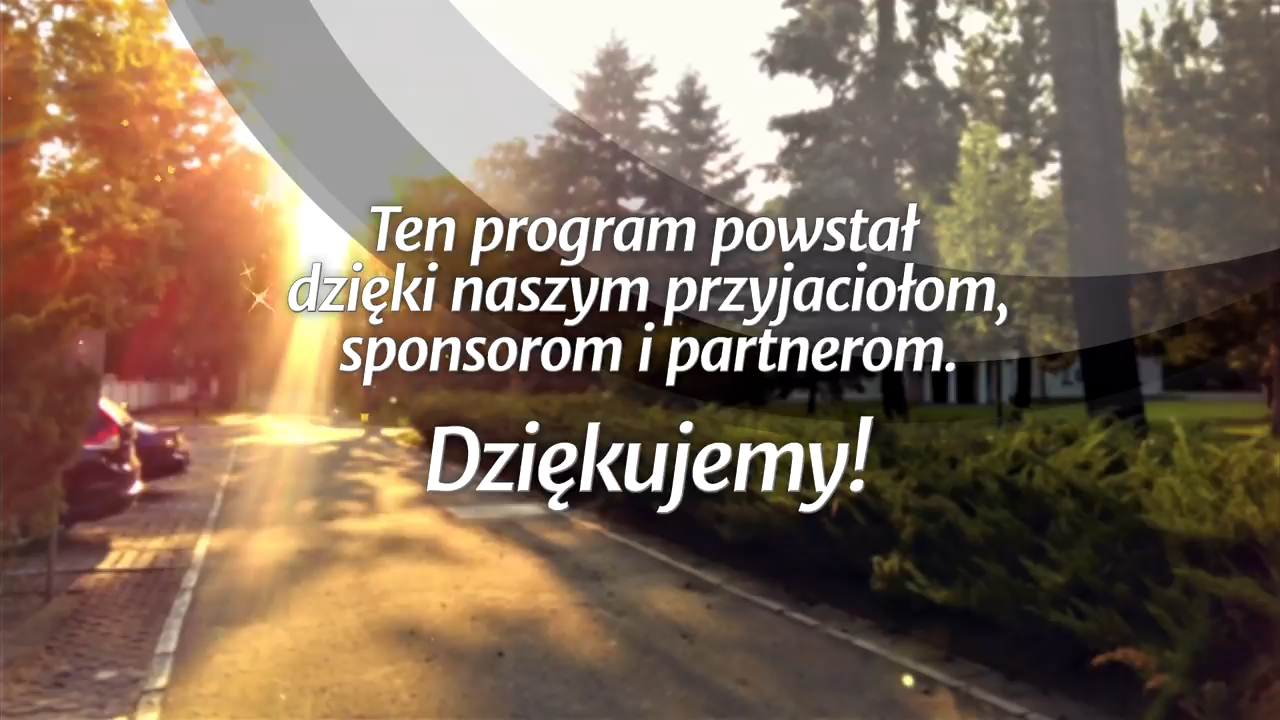 Ten program powstał
dzięki naszym przyjaciołom,
sponsorom i partnerom.
Dziękujemy!